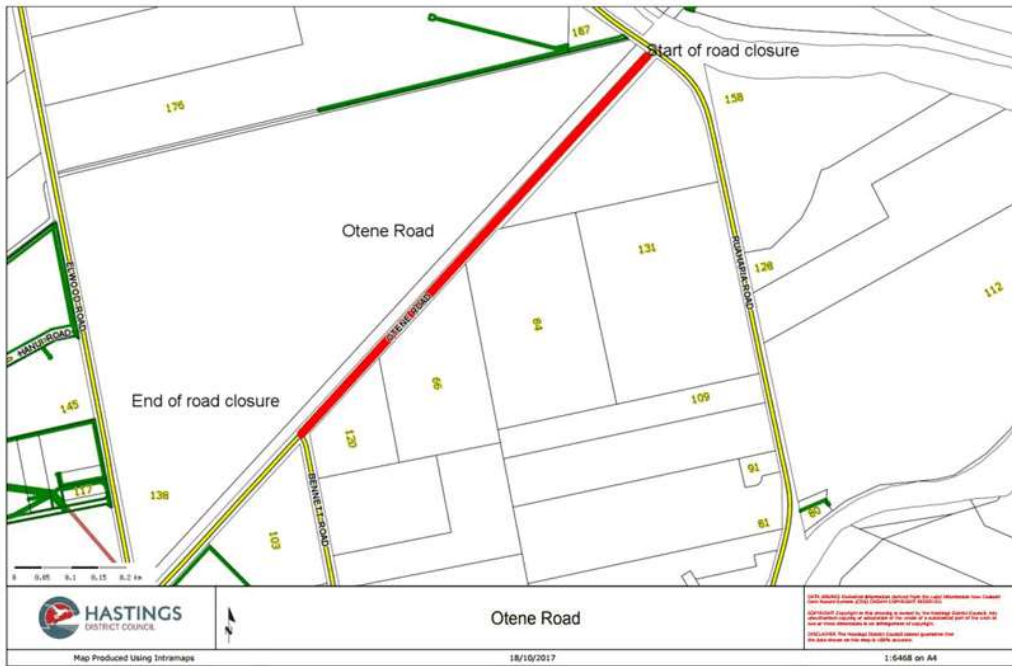 187
Start of road closure
176
158
Otene Road
131
RUAHAPIA ROAD
128
112
ELWOOD ROAD
OTENE ROAD
64
HANUI ROAD
66
End of road closure
145
109
120
91
117
138
BENNETT ROAD
103
81
80
0 0.05 0.1 0.15 0.2 km
HASTINGS
DISTRICT COUNCIL
Otene Road
Map Produced Using Intramaps
18/10/2017
1:6468 on A4